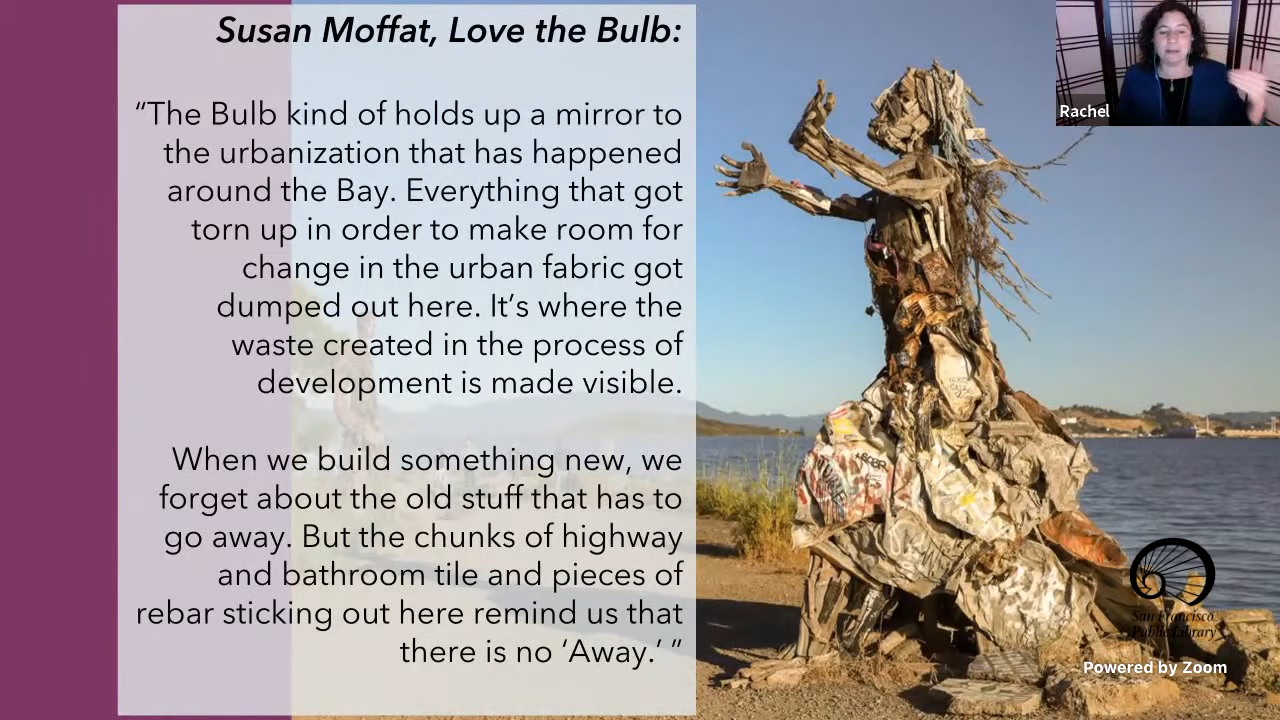 Susan Moffat, Love the Bulb:
“The Bulb kind of holds up a mirror to
the urbanization that has happened
around the Bay. Everything that got
torn up in order to make room for
change in the urban fabric got
dumped out here. It’s where the
waste created in the process of
development is made visible.
When we build something new, we
forget about the old stuff that has to
go away. But the chunks of highway
and bathroom tile and pieces of
rebar sticking out here remind us that
there is no ‘Away.’ ”
Rachel
San Francisco
Public Library
Powered by Zoom